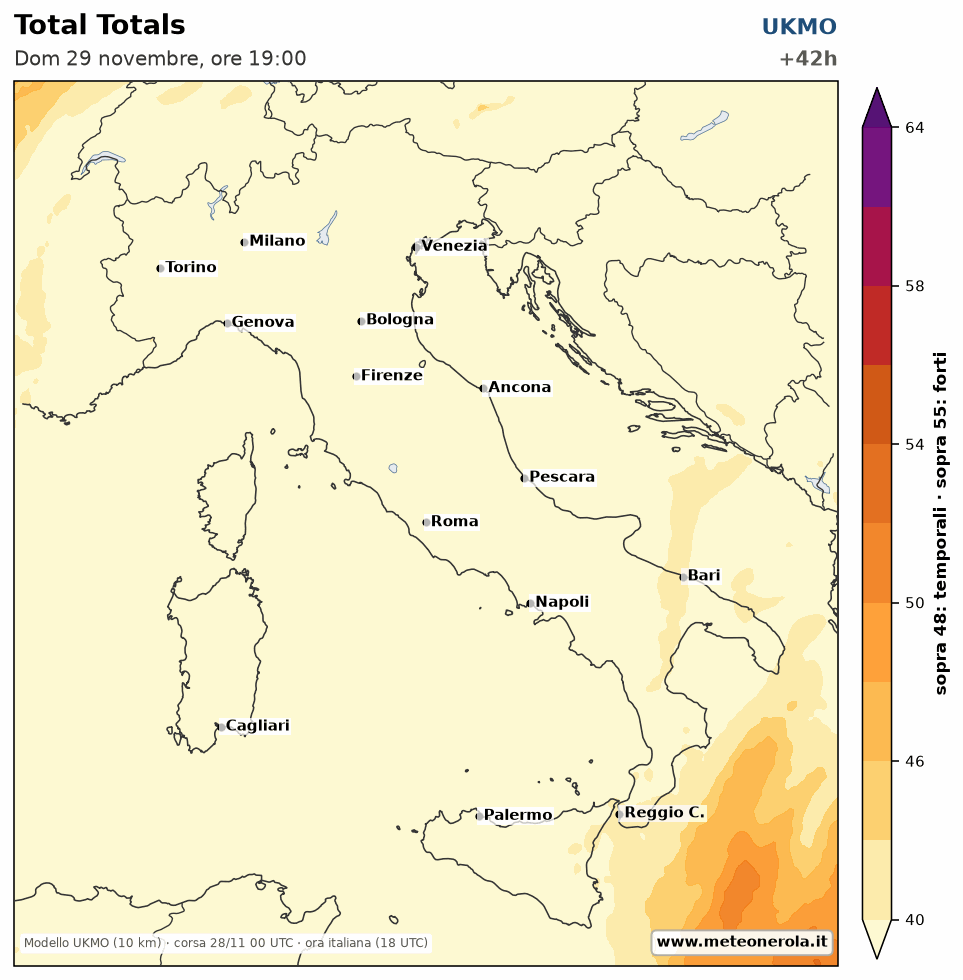 Total Totals
UKMO
Dom 29 novembre, ore 19:00
+42h
64
Milano
Venezia
Torino
58
Genova
Bologna
Firenze
Ancona
54
Pescara
Roma
Bari
50
Napoli
Cagliari
46
Palermo
Reggio C.
40
sopra 48: temporali · sopra 55: forti
Modello UKMO (10 km) · corsa 28/11 00 UTC · ora italiana (18 UTC)
www.meteonerola.it